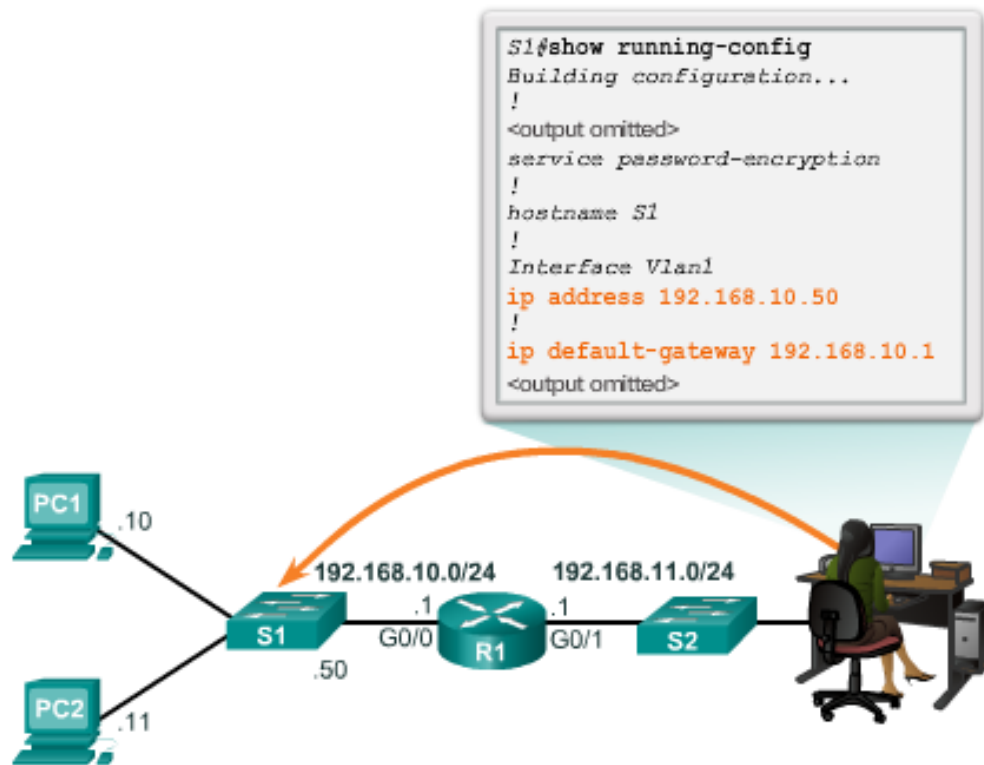 S1#show running-config
Building configuration...
!
<output omitted>
service password-encryption
!
hostname S1
!
Interface Vlan1
ip address 192.168.10.50
!
ip default-gateway 192.168.10.1
<output omitted>
PC1
.10
192.168.10.0/24
192.168.11.0/24
.1
.1
S1
G0/0
R1
G0/1
S2
.50
PC2
.11